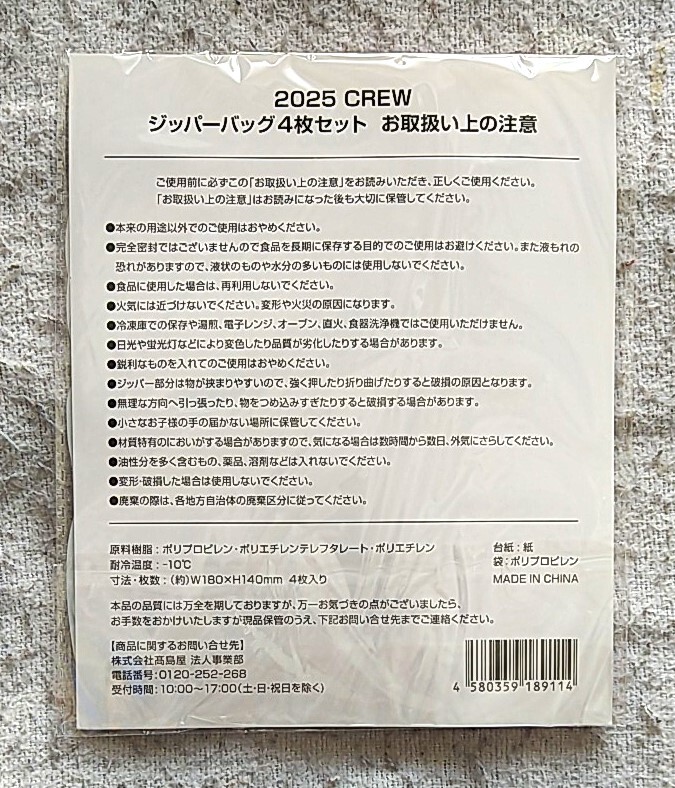 2025 CREW
ジッパーバッグ4枚セット お取扱い上の注意
ご使用前に必ずこの「お取扱い上の注意」をお読みいただき、正しくご使用ください。
「お取扱い上の注意」はお読みになった後も大切に保管してください。
●本来の用途以外でのご使用はおやめください。
●完全密封ではございませんので食品を長期に保存する目的でのご使用はお避けください。また液もれの
恐れがありますので、液状のものや水分の多いものには使用しないでください。
●食品に使用した場合は、再利用しないでください。
●火気には近づけないでください。変形や火災の原因になります。
●冷凍庫での保存や湯煎、電子レンジ、オーブン、直火、食器洗浄機ではご使用いただけません。
●日光や蛍光灯などにより変色したり品質が劣化したりする場合があります。
●鋭利なものを入れてのご使用はおやめください。
●ジッパー部分は物が挟まりやすいので、強く押したり折り曲げたりすると破損の原因となります。
●無理な方向へ引っ張ったり、物をつめ込みすぎたりすると破損する場合があります。
●小さなお子様の手の届かない場所に保管してください。
●材質特有のにおいがする場合がありますので、気になる場合は数時間から数日、外気にさらしてください。
●油性分を多く含むもの、薬品、溶剤などは入れないでください。
●変形・破損した場合は使用しないでください。
●廃棄の際は、各地方自治体の廃棄区分に従ってください。
原料樹脂：ポリプロピレン・ポリエチレンテレフタレート・ポリエチレン
耐冷温度：-10℃
寸法・枚数：(約)W180×H140mm 4枚入り
台紙：紙
袋：ポリプロピレン
MADE IN CHINA
本品の品質には万全を期しておりますが、万一お気づきの点がございましたら、
お手数をおかけいたしますが現品保管のうえ、下記お問い合せ先までご連絡ください。
【商品に関するお問い合せ先】
株式会社髙島屋 法人事業部
電話番号：0120-252-268
受付時間：10:00〜17:00(土・日・祝日を除く)
4 580359 189114